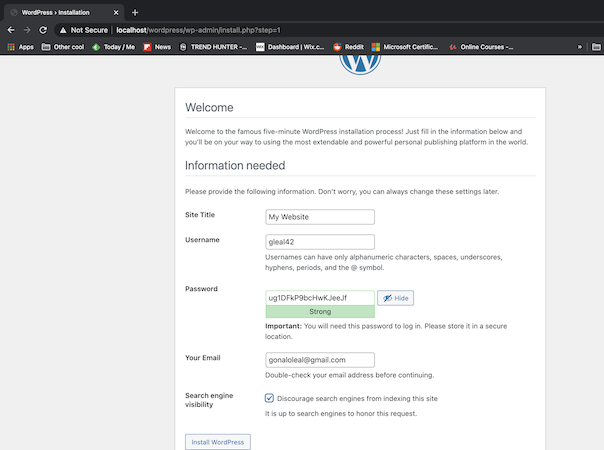 WordPress › Installation
Not Secure | localhost/wordpress/wp-admin/install.php?step=1
Apps Other cool Today / Me News TREND HUNTER -... WiX Dashboard | Wix.c... Reddit Microsoft Certific... Online Courses -... »
Welcome
Welcome to the famous five-minute WordPress installation process! Just fill in the information below and
you'll be on your way to using the most extendable and powerful personal publishing platform in the world.
Information needed
Please provide the following information. Don't worry, you can always change these settings later.
Site Title My Website
Username gleal42
Usernames can have only alphanumeric characters, spaces, underscores,
hyphens, periods, and the @ symbol.
Password ug1DFkP9bcHwKJeeJf Hide
Strong
Important: You will need this password to log in. Please store it in a secure
location.
Your Email gonaloleal@gmail.com
Double-check your email address before continuing.
Search engine
visibility
Discourage search engines from indexing this site
It is up to search engines to honor this request.
Install WordPress